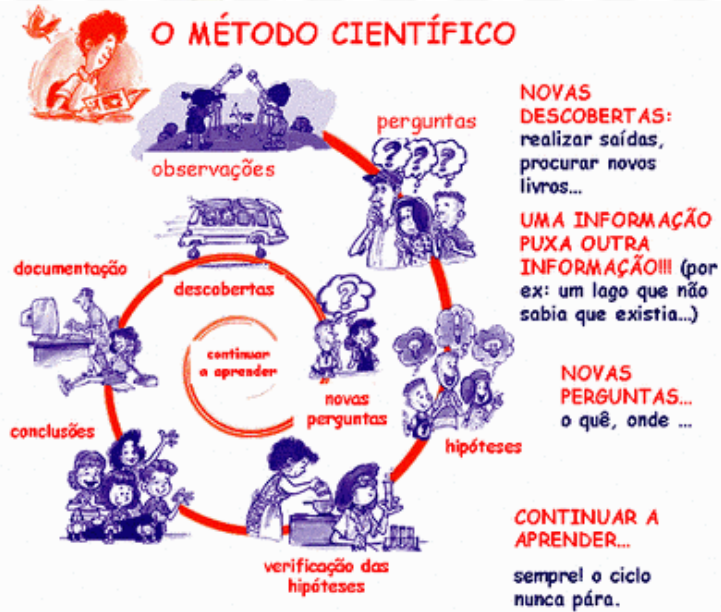 O MÉTODO CIENTÍFICO
observações
perguntas
hipóteses
verificação das
hipóteses
conclusões
documentação
descobertas
novas
perguntas
continuar
a aprender
NOVAS
DESCOBERTAS:
realizar saídas,
procurar novos
livros...
UMA INFORMAÇÃO
PUXA OUTRA
INFORMAÇÃO!!! (por
ex: um lago que não
sabia que existia...)
NOVAS
PERGUNTAS...
o quê, onde ...
CONTINUAR A
APRENDER...
sempre! o ciclo
nunca pára.